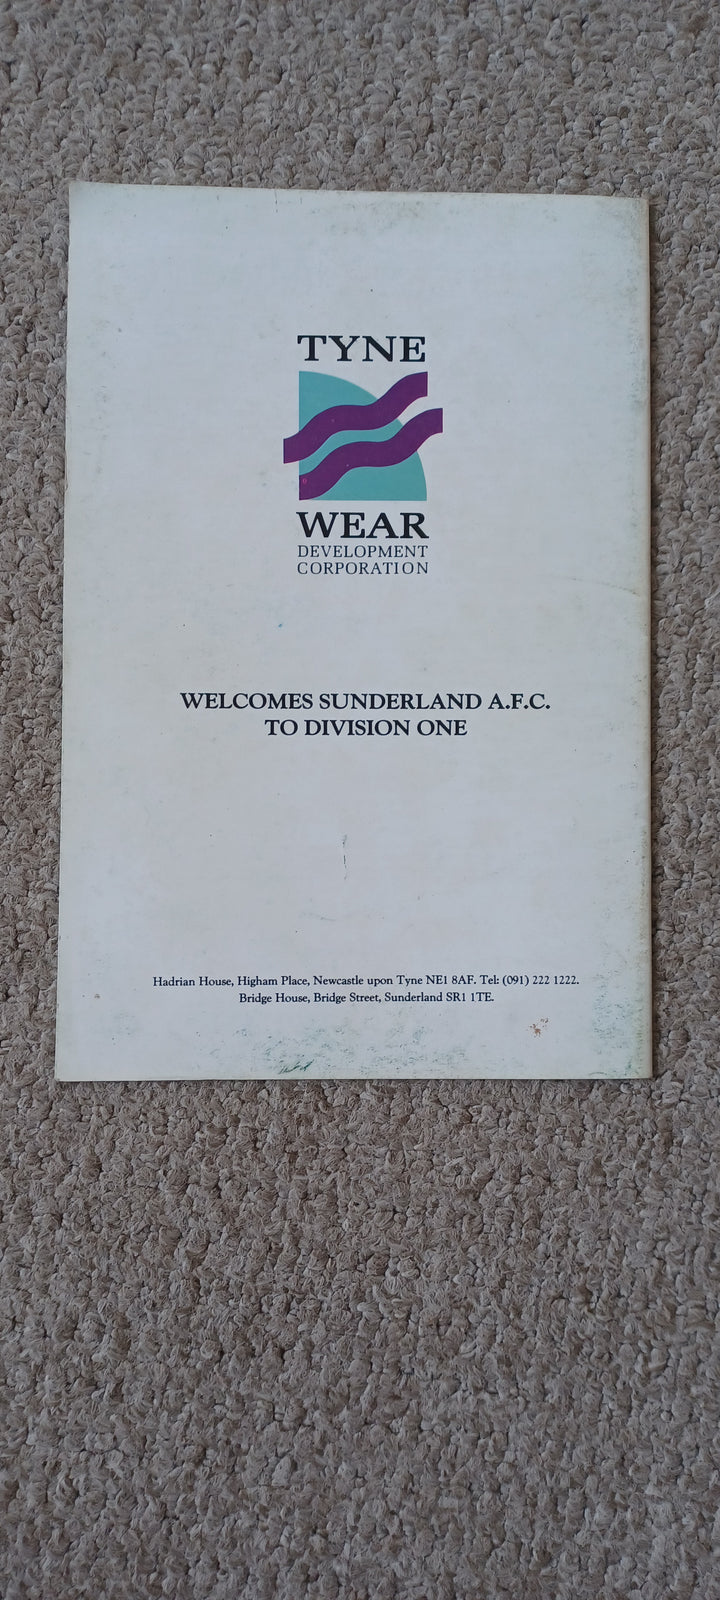 TYNE
WEAR
DEVELOPMENT
CORPORATION
WELCOMES SUNDERLAND A.F.C.
TO DIVISION ONE
Hadrian House, Higham Place, Newcastle upon Tyne NE1 8AF. Tel: (091) 222 1222.
Bridge House, Bridge Street, Sunderland SR1 1TE.